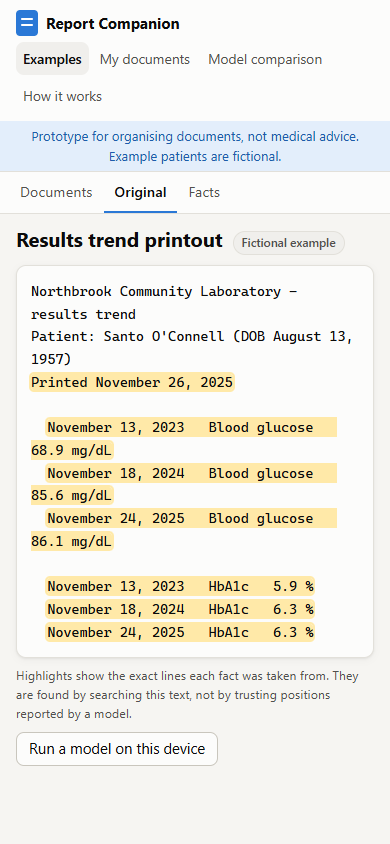 Report Companion
Examples
My documents
Model comparison
How it works
Prototype for organising documents, not medical advice.
Example patients are fictional.
Documents
Original
Facts
Results trend printout
Fictional example
Northbrook Community Laboratory –
results trend
Patient: Santo O'Connell (DOB August 13,
1957)
Printed November 26, 2025
November 13, 2023 Blood glucose
68.9 mg/dL
November 18, 2024 Blood glucose
85.6 mg/dL
November 24, 2025 Blood glucose
86.1 mg/dL
November 13, 2023 HbA1c 5.9 %
November 18, 2024 HbA1c 6.3 %
November 24, 2025 HbA1c 6.3 %
Highlights show the exact lines each fact was taken from. They
are found by searching this text, not by trusting positions
reported by a model.
Run a model on this device